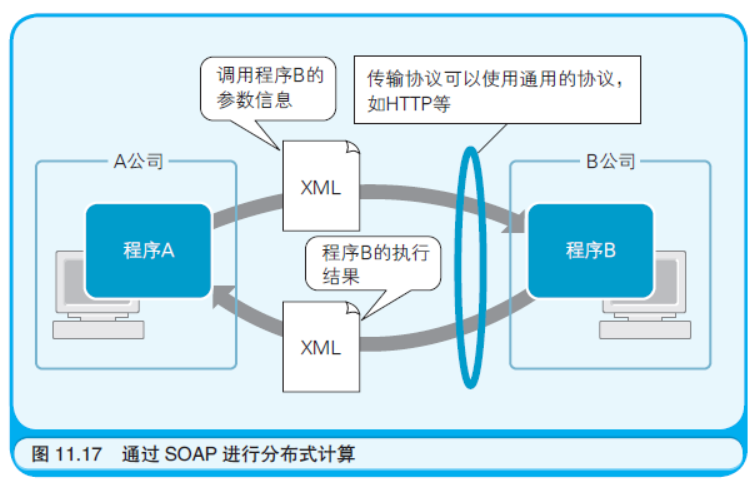 调用程序B的
参数信息
传输协议可以使用通用的协议，
如HTTP等
A公司
B公司
XML
程序A
程序B
程序B的执行
结果
XML
图 11.17 通过 SOAP 进行分布式计算